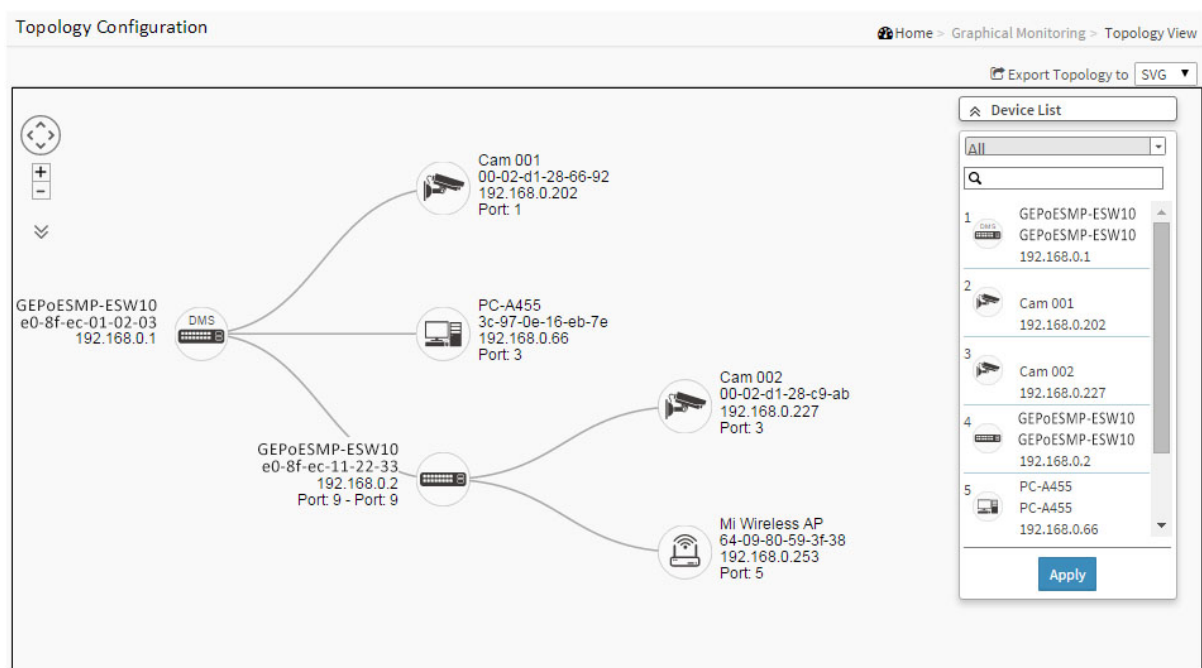 Topology Configuration
Home > Graphical Monitoring > Topology View
Export Topology to SVG
Device List
All
+
-
Cam 001
00-02-d1-28-66-92
192.168.0.202
Port: 1
GEPoESMP-ESW10
e0-8f-ec-01-02-03
192.168.0.1
DMS
PC-A455
3c-97-0e-16-eb-7e
192.168.0.66
Port: 3
Cam 002
00-02-d1-28-c9-ab
192.168.0.227
Port: 3
GEPoESMP-ESW10
e0-8f-ec-11-22-33
192.168.0.2
Port: 9 - Port: 9
Mi Wireless AP
64-09-80-59-3f-38
192.168.0.253
Port: 5
1
DMS
GEPoESMP-ESW10
GEPoESMP-ESW10
192.168.0.1
2
Cam 001
192.168.0.202
3
Cam 002
192.168.0.227
4
GEPoESMP-ESW10
GEPoESMP-ESW10
192.168.0.2
5
PC-A455
PC-A455
192.168.0.66
Apply